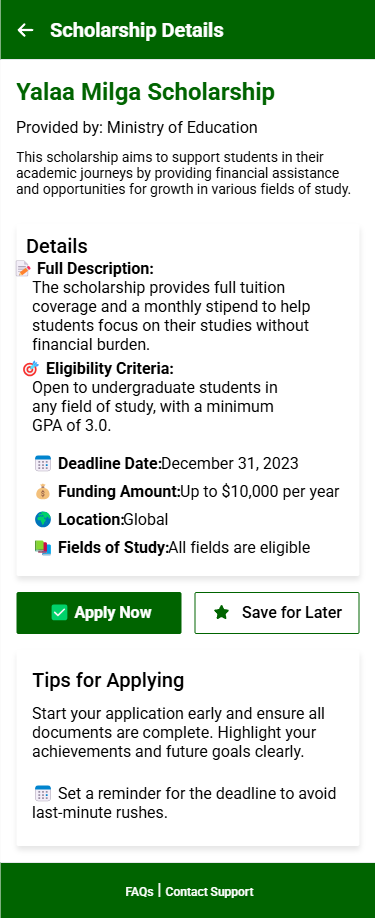 Scholarship Details
Yalaa Milga Scholarship
Provided by: Ministry of Education
This scholarship aims to support students in their
academic journeys by providing financial assistance
and opportunities for growth in various fields of study.
Details
📝 Full Description:
The scholarship provides full tuition
coverage and a monthly stipend to help
students focus on their studies without
financial burden.
🎯 Eligibility Criteria:
Open to undergraduate students in
any field of study, with a minimum
GPA of 3.0.
📅 Deadline Date:December 31, 2023
💰 Funding Amount:Up to $10,000 per year
🌍 Location:Global
📚 Fields of Study:All fields are eligible
✅ Apply Now
★ Save for Later
Tips for Applying
Start your application early and ensure all
documents are complete. Highlight your
achievements and future goals clearly.
📅 Set a reminder for the deadline to avoid
last-minute rushes.
FAQs | Contact Support